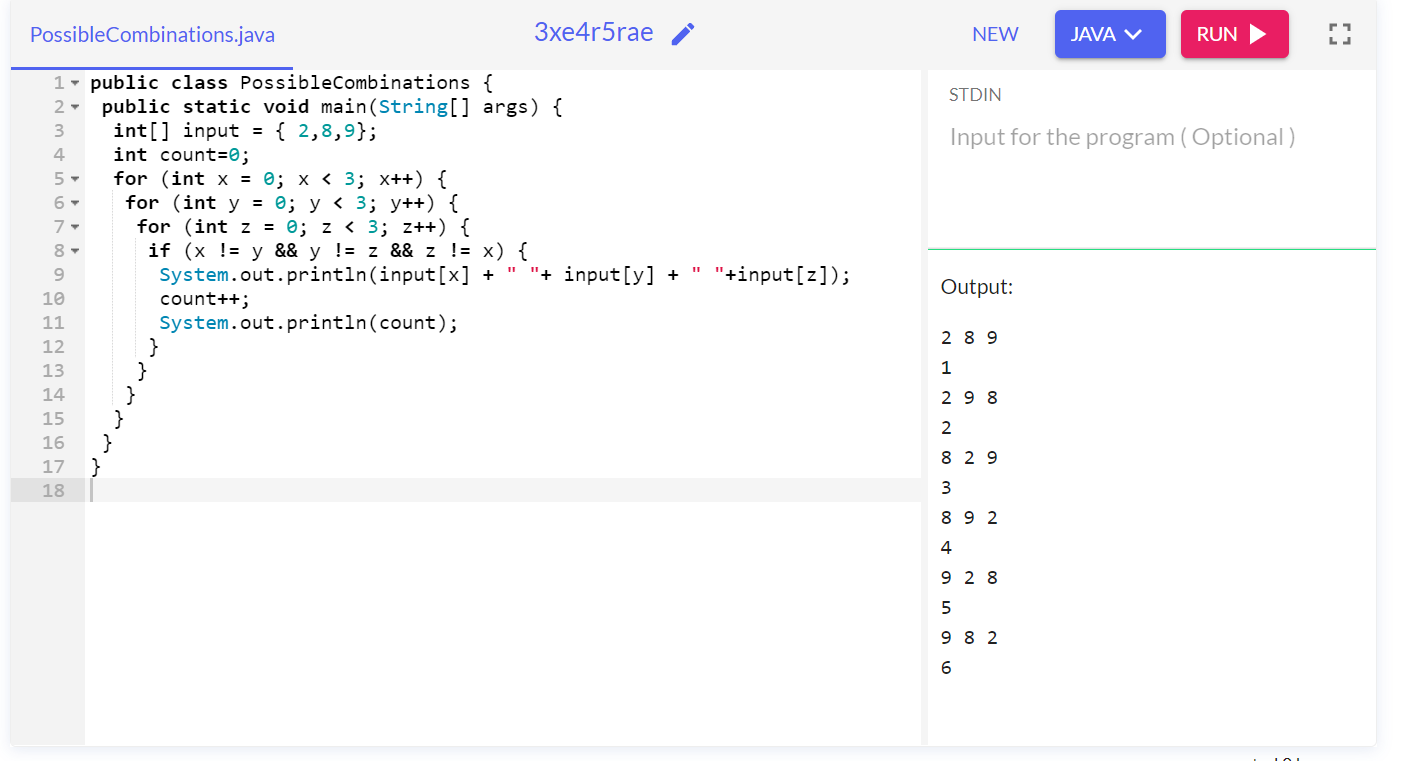 PossibleCombinations.java
3xe4r5rae
NEW
JAVA
RUN
1 public class PossibleCombinations {
2 public static void main(String[] args) {
3 int[] input = { 2,8,9};
4 int count=0;
5 for (int x = 0; x < 3; x++) {
6 for (int y = 0; y < 3; y++) {
7 for (int z = 0; z < 3; z++) {
8 if (x != y && y != z && z != x) {
9 System.out.println(input[x] + " "+ input[y] + " "+input[z]);
10 count++;
11 System.out.println(count);
12 }
13 }
14 }
15 }
16 }
17 }
18
STDIN
Input for the program ( Optional )
Output:
2 8 9
1
2 9 8
2
8 2 9
3
8 9 2
4
9 2 8
5
9 8 2
6